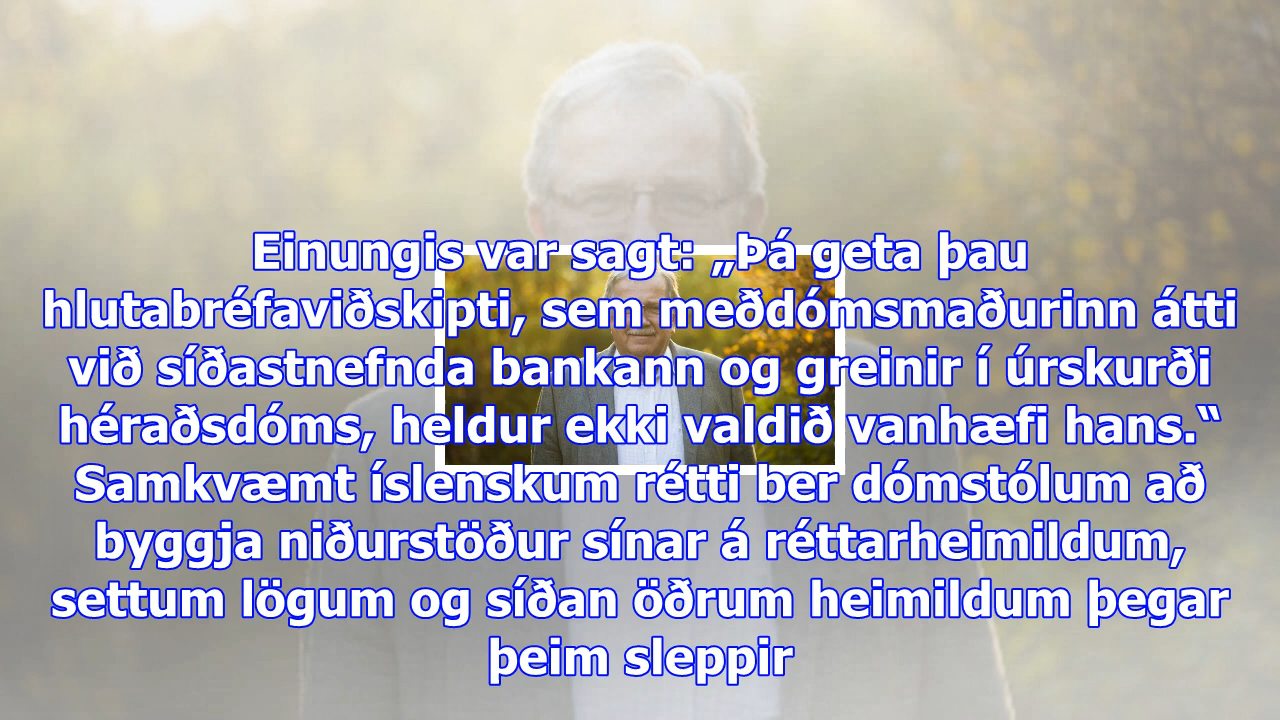 Einungis var sagt: „Þá geta þau
hlutabréfaviðskipti, sem meðdómsmaðurinn átti
við síðastnefnda bankann og greinir í úrskurði
héraðsdóms, heldur ekki valdið vanhæfi hans.“
Samkvæmt íslenskum rétti ber dómstólum að
byggja niðurstöður sínar á réttarheimildum,
settum lögum og síðan öðrum heimildum þegar
þeim sleppir